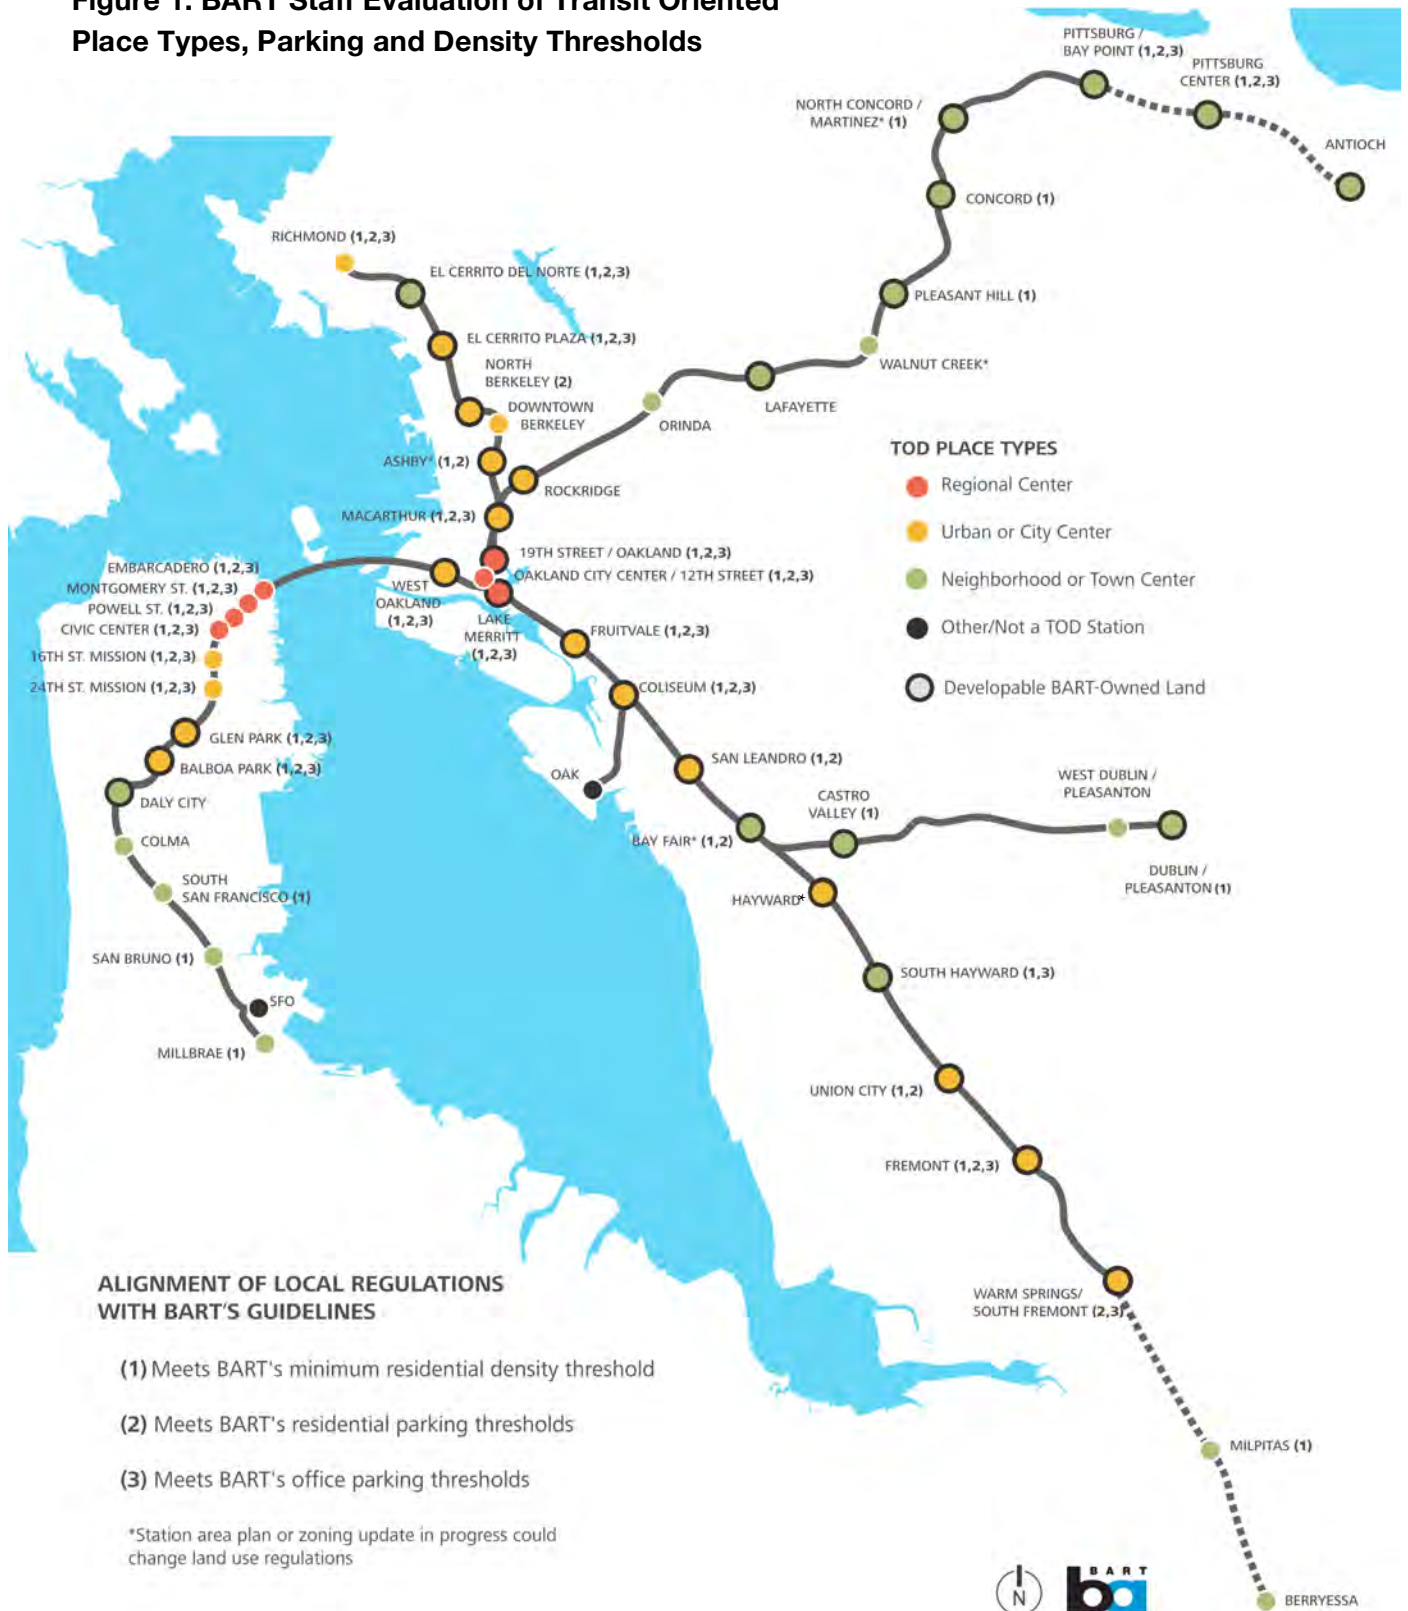 Figure 1: BART Staff Evaluation of Transit Oriented
Place Types, Parking and Density Thresholds
PITTSBURG /
BAY POINT (1,2,3)
PITTSBURG
CENTER (1,2,3)
NORTH CONCORD /
MARTINEZ* (1)
ANTIOCH
CONCORD (1)
RICHMOND (1,2,3)
EL CERRITO DEL NORTE (1,2,3)
PLEASANT HILL (1)
EL CERRITO PLAZA (1,2,3)
WALNUT CREEK*
NORTH
BERKELEY (2)
LAFAYETTE
DOWNTOWN
BERKELEY
ORINDA
ASHBY* (1,2)
ROCKRIDGE
MACARTHUR (1,2,3)
TOD PLACE TYPES
Regional Center
Urban or City Center
Neighborhood or Town Center
Other/Not a TOD Station
Developable BART-Owned Land
19TH STREET / OAKLAND (1,2,3)
OAKLAND CITY CENTER / 12TH STREET (1,2,3)
EMBARCADERO (1,2,3)
MONTGOMERY ST. (1,2,3)
POWELL ST. (1,2,3)
CIVIC CENTER (1,2,3)
16TH ST. MISSION (1,2,3)
24TH ST. MISSION (1,2,3)
WEST
OAKLAND
(1,2,3)
LAKE
MERRITT
(1,2,3)
FRUITVALE (1,2,3)
COLISEUM (1,2,3)
GLEN PARK (1,2,3)
BALBOA PARK (1,2,3)
DALY CITY
COLMA
SOUTH
SAN FRANCISCO (1)
SAN BRUNO (1)
SFO
MILLBRAE (1)
OAK
SAN LEANDRO (1,2)
CASTRO
VALLEY (1)
WEST DUBLIN /
PLEASANTON
BAY FAIR* (1,2)
DUBLIN /
PLEASANTON (1)
HAYWARD*
SOUTH HAYWARD (1,3)
UNION CITY (1,2)
FREMONT (1,2,3)
WARM SPRINGS/
SOUTH FREMONT (2,3)
MILPITAS (1)
BERRYESSA
ALIGNMENT OF LOCAL REGULATIONS
WITH BART'S GUIDELINES
(1) Meets BART's minimum residential density threshold
(2) Meets BART's residential parking thresholds
(3) Meets BART's office parking thresholds
*Station area plan or zoning update in progress could
change land use regulations
N
BART
ba